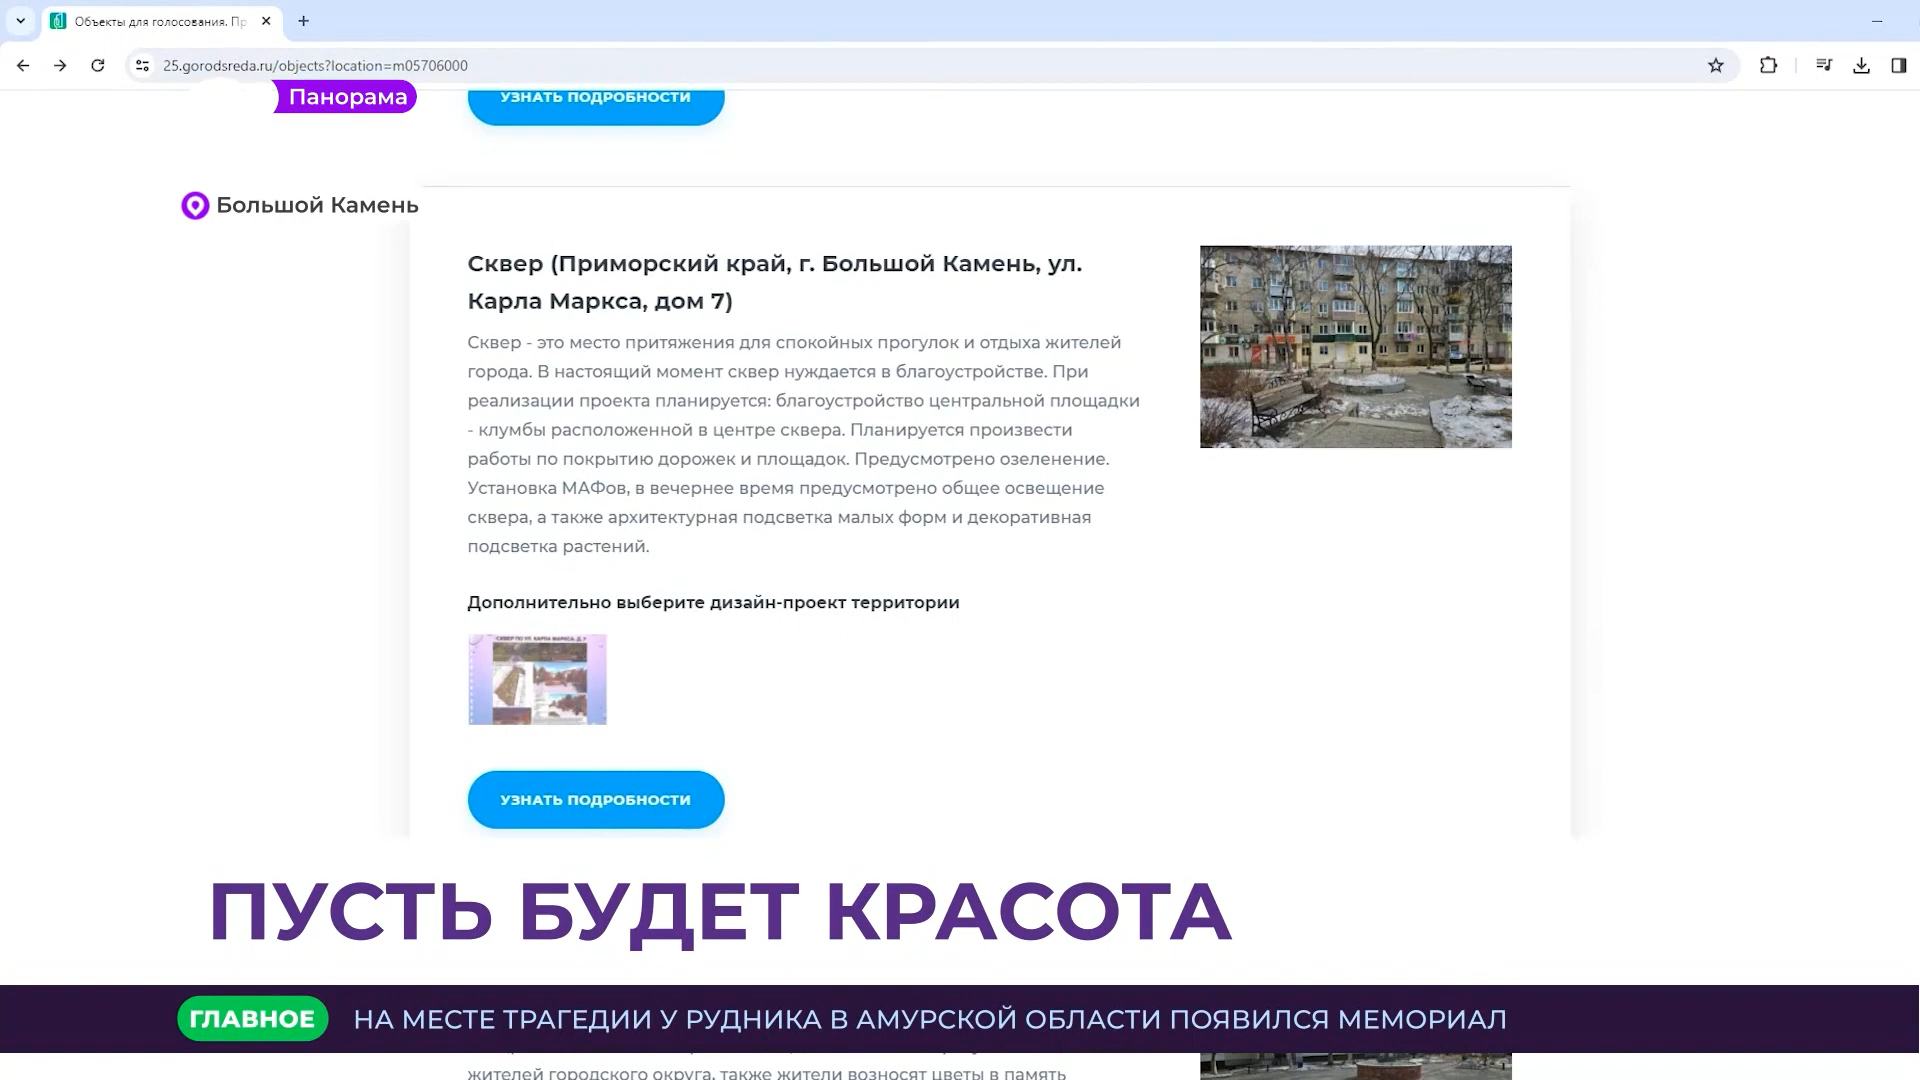 Объекты для голосования. Пр
25.gorodsreda.ru/objects?location=m05706000
Панорама
УЗНАТЬ ПОДРОБНОСТИ
Большой Камень
Сквер (Приморский край, г. Большой Камень, ул.
Карла Маркса, дом 7)
Сквер - это место притяжения для спокойных прогулок и отдыха жителей
города. В настоящий момент сквер нуждается в благоустройстве. При
реализации проекта планируется: благоустройство центральной площадки
- клумбы расположенной в центре сквера. Планируется произвести
работы по покрытию дорожек и площадок. Предусмотрено озеленение.
Установка МАФов, в вечернее время предусмотрено общее освещение
сквера, а также архитектурная подсветка малых форм и декоративная
подсветка растений.
Дополнительно выберите дизайн-проект территории
СКВЕР ПО УЛ. КАРЛА МАРКСА, Д. 7
УЗНАТЬ ПОДРОБНОСТИ
ПУСТЬ БУДЕТ КРАСОТА
ГЛАВНОЕ
НА МЕСТЕ ТРАГЕДИИ У РУДНИКА В АМУРСКОЙ ОБЛАСТИ ПОЯВИЛСЯ МЕМОРИАЛ
жителей городского округа, также жители возносят цветы в память